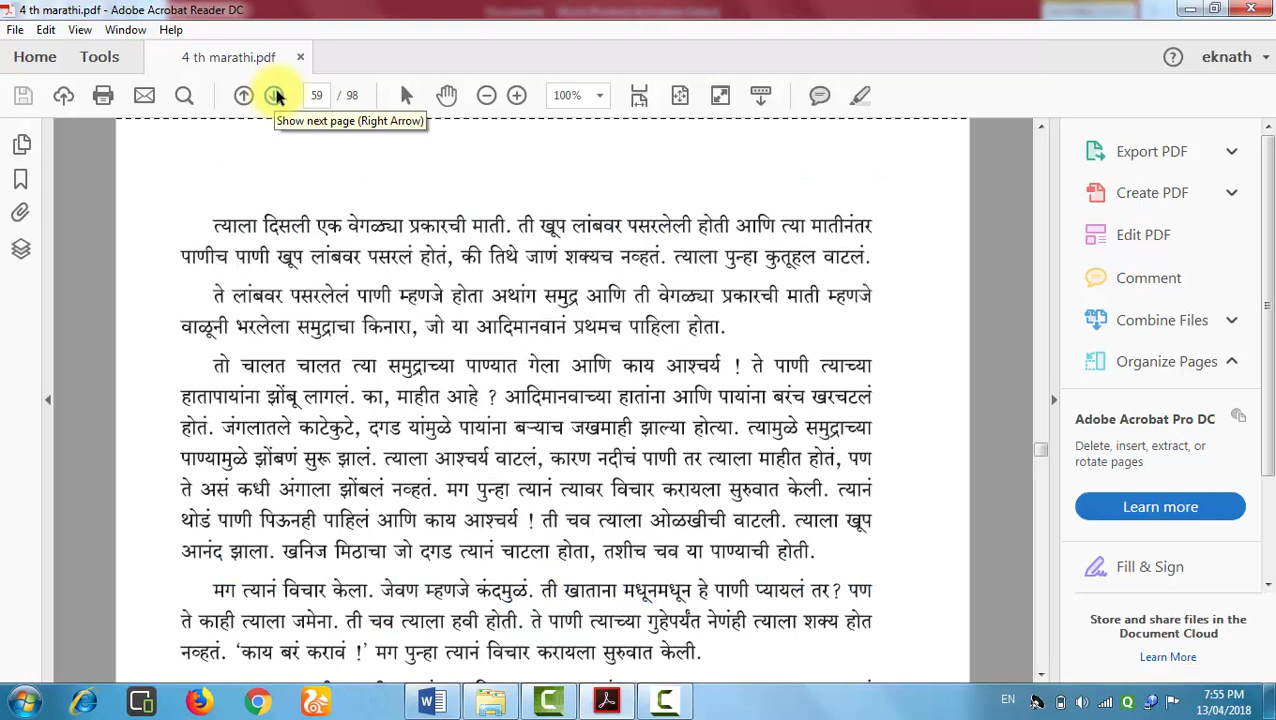 4 th marathi.pdf - Adobe Acrobat Reader DC
File Edit View Window Help
Home Tools 4 th marathi.pdf × eknath
59 / 98 100%
Show next page (Right Arrow)
त्याला दिसली एक वेगळ्या प्रकारची माती. ती खूप लांबवर पसरलेली होती आणि त्या मातीनंतर
पाणीच पाणी खूप लांबवर पसरलं होतं, की तिथे जाणं शक्यच नव्हतं. त्याला पुन्हा कुतूहल वाटलं.
ते लांबवर पसरलेलं पाणी म्हणजे होता अथांग समुद्र आणि ती वेगळ्या प्रकारची माती म्हणजे
वाळूनी भरलेला समुद्राचा किनारा, जो या आदिमानवानं प्रथमच पाहिला होता.
तो चालत चालत त्या समुद्राच्या पाण्यात गेला आणि काय आश्चर्य ! ते पाणी त्याच्या
हातापायांना झोंबू लागलं. का, माहीत आहे ? आदिमानवाच्या हातांना आणि पायांना बरंच खरचटलं
होतं. जंगलातले काटेकुटे, दगड यांमुळे पायांना बऱ्याच जखमाही झाल्या होत्या. त्यामुळे समुद्राच्या
पाण्यामुळे झोंबणं सुरू झालं. त्याला आश्चर्य वाटलं, कारण नदीचं पाणी तर त्याला माहीत होतं, पण
ते असं कधी अंगाला झोंबलं नव्हतं. मग पुन्हा त्यानं त्यावर विचार करायला सुरुवात केली. त्यानं
थोडं पाणी पिऊनही पाहिलं आणि काय आश्चर्य ! ती चव त्याला ओळखीची वाटली. त्याला खूप
आनंद झाला. खनिज मिठाचा जो दगड त्यानं चाटला होता, तशीच चव या पाण्याची होती.
मग त्यानं विचार केला. जेवण म्हणजे कंदमुळं. ती खाताना मधूनमधून हे पाणी प्यायलं तर? पण
ते काही त्याला जमेना. ती चव त्याला हवी होती. ते पाणी त्याच्या गुहेपर्यंत नेणंही त्याला शक्य होत
नव्हतं. ‘काय बरं करावं !’ मग पुन्हा त्यानं विचार करायला सुरुवात केली.
Export PDF
Create PDF
Edit PDF
Comment
Combine Files
Organize Pages
Adobe Acrobat Pro DC
Delete, insert, extract, or
rotate pages
Learn more
Fill & Sign
Store and share files in the
Document Cloud
Learn More
EN 7:55 PM
13/04/2018